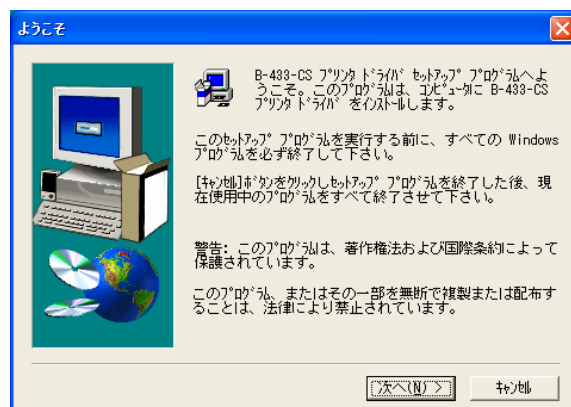 ようこそ
B-433-CS ﾌﾟﾘﾝﾀ ﾄﾞﾗｲﾊﾞ ｾｯﾄｱｯﾌﾟ ﾌﾟﾛｸﾞﾗﾑへよ
うこそ。このﾌﾟﾛｸﾞﾗﾑは、ｺﾝﾋﾟｭｰﾀに B-433-CS
ﾌﾟﾘﾝﾀ ﾄﾞﾗｲﾊﾞ をｲﾝｽﾄｰﾙします。
このｾｯﾄｱｯﾌﾟ ﾌﾟﾛｸﾞﾗﾑを実行する前に、すべての Windows
ﾌﾟﾛｸﾞﾗﾑを必ず終了して下さい。
[ｷｬﾝｾﾙ]ﾎﾞﾀﾝをｸﾘｯｸしｾｯﾄｱｯﾌﾟ ﾌﾟﾛｸﾞﾗﾑを終了した後、現
在使用中のﾌﾟﾛｸﾞﾗﾑをすべて終了させて下さい。
警告: このﾌﾟﾛｸﾞﾗﾑは、著作権法および国際条約によって
保護されています。
このﾌﾟﾛｸﾞﾗﾑ、またはその一部を無断で複製または配布す
ることは、法律により禁止されています。
次へ(N) >
ｷｬﾝｾﾙ